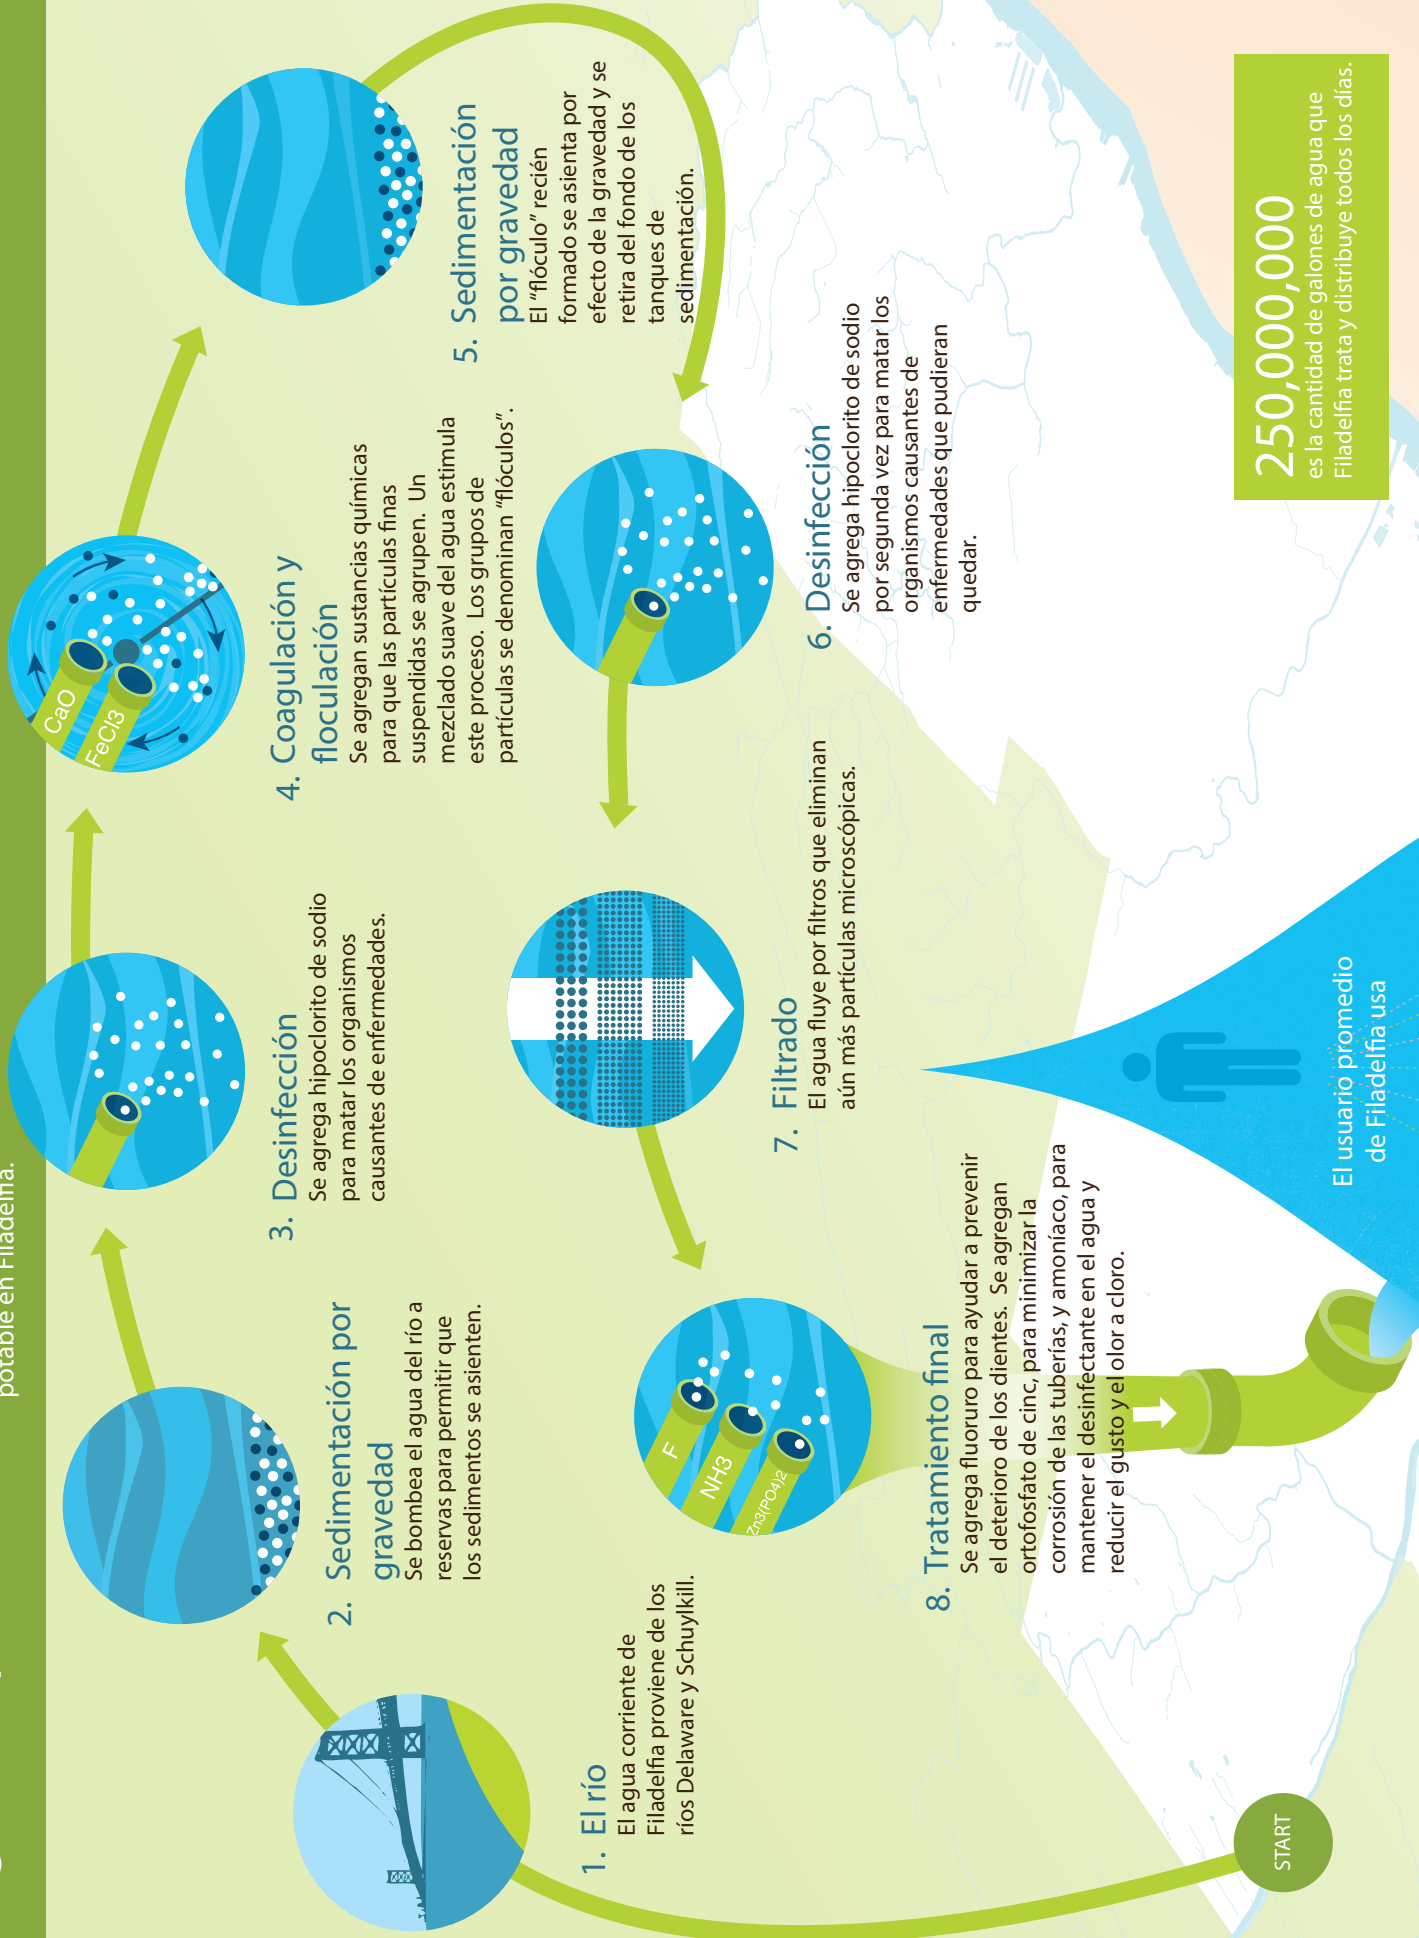 potable en Filadelfia.
START
1. El río
El agua corriente de
Filadelfia proviene de los
ríos Delaware y Schuylkill.
2. Sedimentación por
gravedad
Se bombea el agua del río a
reservas para permitir que
los sedimentos se asienten.
3. Desinfección
Se agrega hipoclorito de sodio
para matar los organismos
causantes de enfermedades.
CaO
FeCl3
4. Coagulación y
floculación
Se agregan sustancias químicas
para que las partículas finas
suspendidas se agrupen. Un
mezclado suave del agua estimula
este proceso. Los grupos de
partículas se denominan “flóculos”.
5. Sedimentación
por gravedad
El “flóculo” recién
formado se asienta por
efecto de la gravedad y se
retira del fondo de los
tanques de
sedimentación.
6. Desinfección
Se agrega hipoclorito de sodio
por segunda vez para matar los
organismos causantes de
enfermedades que pudieran
quedar.
7. Filtrado
El agua fluye por filtros que eliminan
aún más partículas microscópicas.
F
NH3
Zn3(PO4)2
8. Tratamiento final
Se agrega fluoruro para ayudar a prevenir
el deterioro de los dientes. Se agregan
ortofosfato de cinc, para minimizar la
corrosión de las tuberías, y amoníaco, para
mantener el desinfectante en el agua y
reducir el gusto y el olor a cloro.
El usuario promedio
de Filadelfia usa
250,000,000
es la cantidad de galones de agua que
Filadelfia trata y distribuye todos los días.